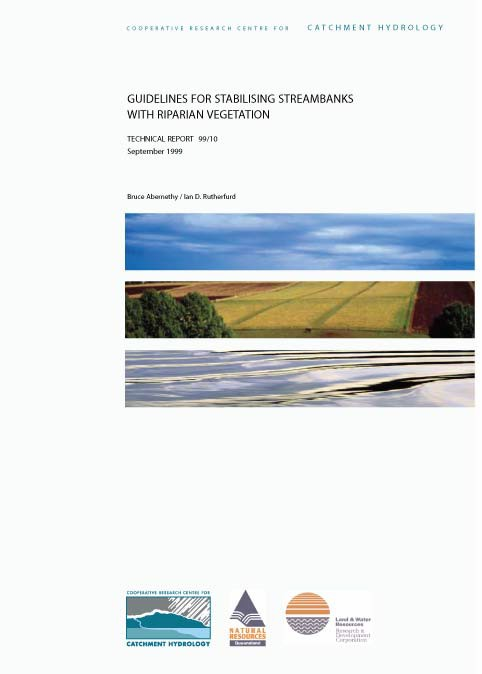 COOPERATIVE RESEARCH CENTRE FOR CATCHMENT HYDROLOGY
GUIDELINES FOR STABILISING STREAMBANKS
WITH RIPARIAN VEGETATION
TECHNICAL REPORT 99/10
September 1999
Bruce Abernethy / Ian D. Rutherfurd
COOPERATIVE RESEARCH CENTRE FOR
CATCHMENT HYDROLOGY
NATURAL
RESOURCES
Queensland
Land & Water
Resources
Research &
Development
Corporation